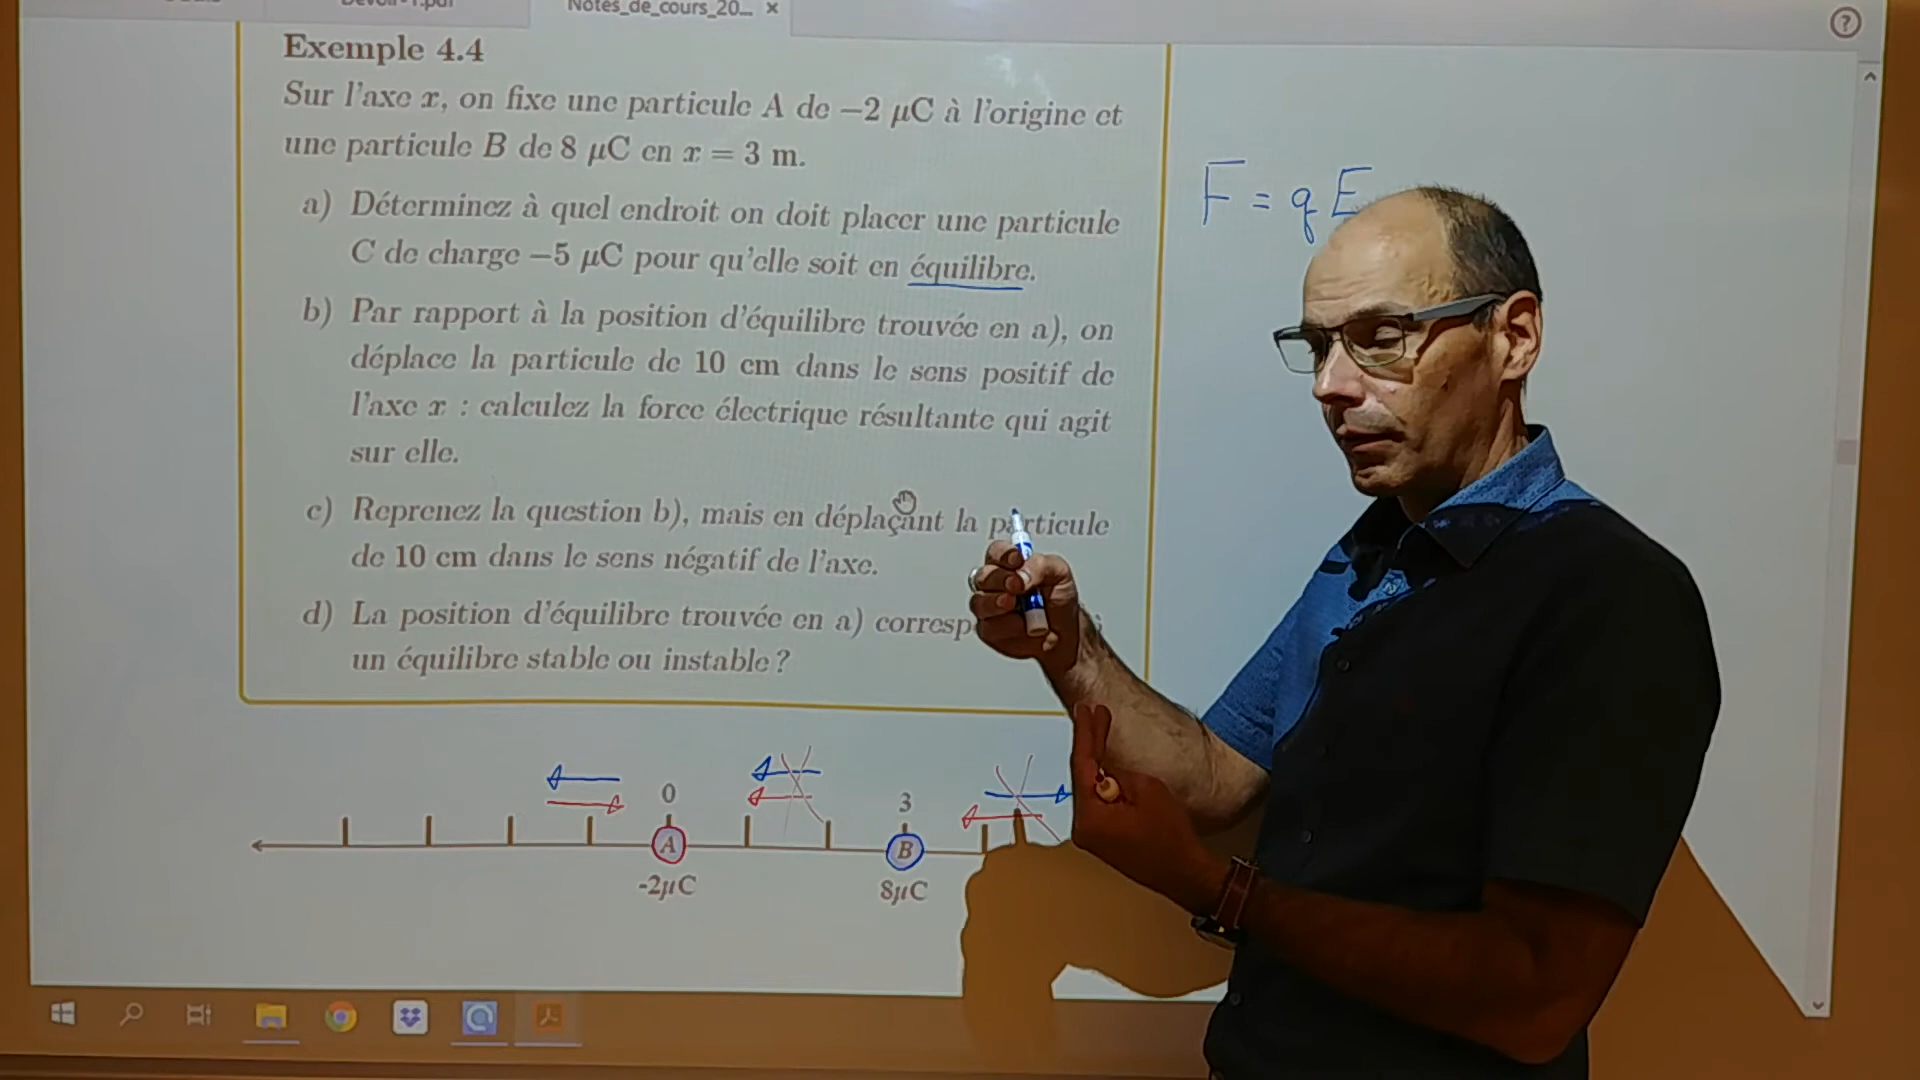 Notes_de_cours_20... ×
?
Exemple 4.4
Sur l'axe x, on fixe une particule A de −2 μC à l'origine et
une particule B de 8 μC en x = 3 m.
a) Déterminez à quel endroit on doit placer une particule
C de charge −5 μC pour qu'elle soit en équilibre.
b) Par rapport à la position d'équilibre trouvée en a), on
déplace la particule de 10 cm dans le sens positif de
l'axe x : calculez la force électrique résultante qui agit
sur elle.
c) Reprenez la question b), mais en déplaçant la particule
de 10 cm dans le sens négatif de l'axe.
d) La position d'équilibre trouvée en a)
un équilibre stable ou instable ?
F = qE
0 3
A B
-2μC 8μC